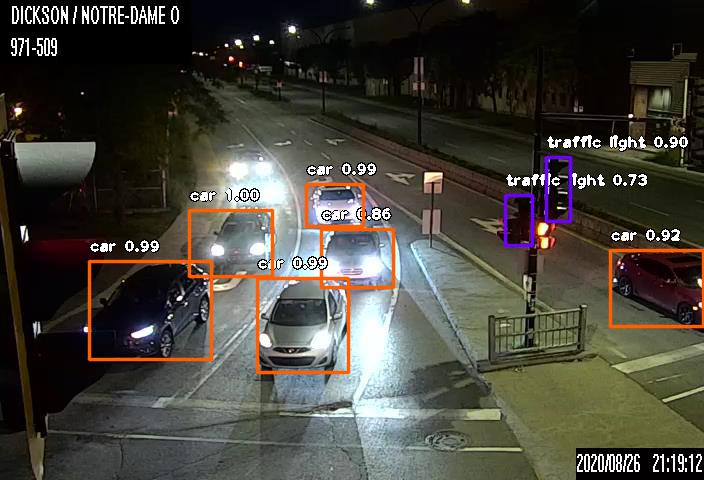 DICKSON / NOTRE-DAME O
971-509
traffic light 0.90
car 0.99
traffic light 0.73
car 1.00
car 0.86
car 0.92
car 0.99
car 0.99
2020/08/26 21:19:12